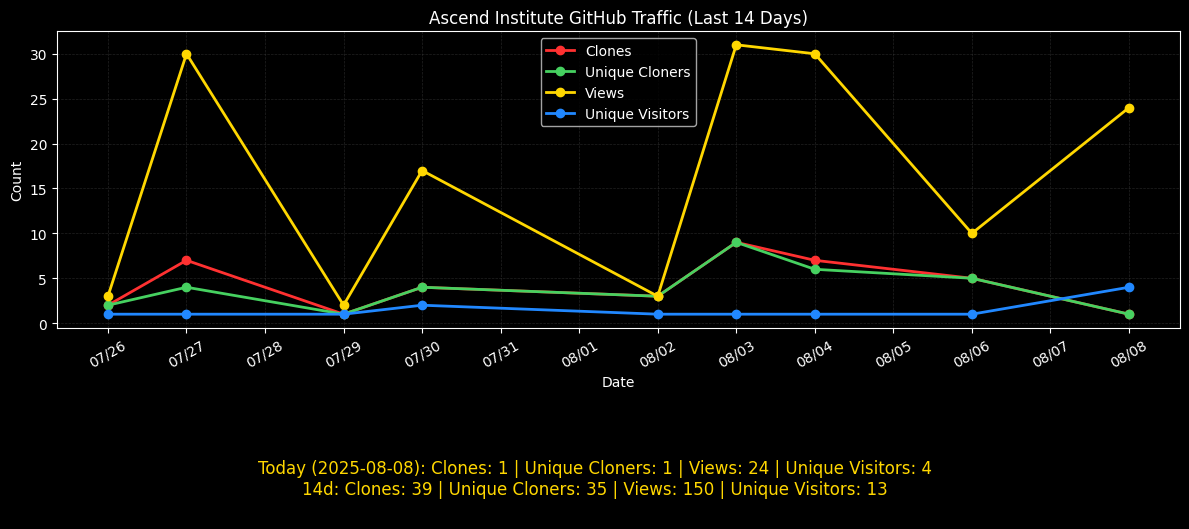 Ascend Institute GitHub Traffic (Last 14 Days)
Clones
Unique Cloners
Views
Unique Visitors
Count
30
25
20
15
10
5
0
07/26 07/27 07/28 07/29 07/30 07/31 08/01 08/02 08/03 08/04 08/05 08/06 08/07 08/08
Date
Today (2025-08-08): Clones: 1 | Unique Cloners: 1 | Views: 24 | Unique Visitors: 4
14d: Clones: 39 | Unique Cloners: 35 | Views: 150 | Unique Visitors: 13